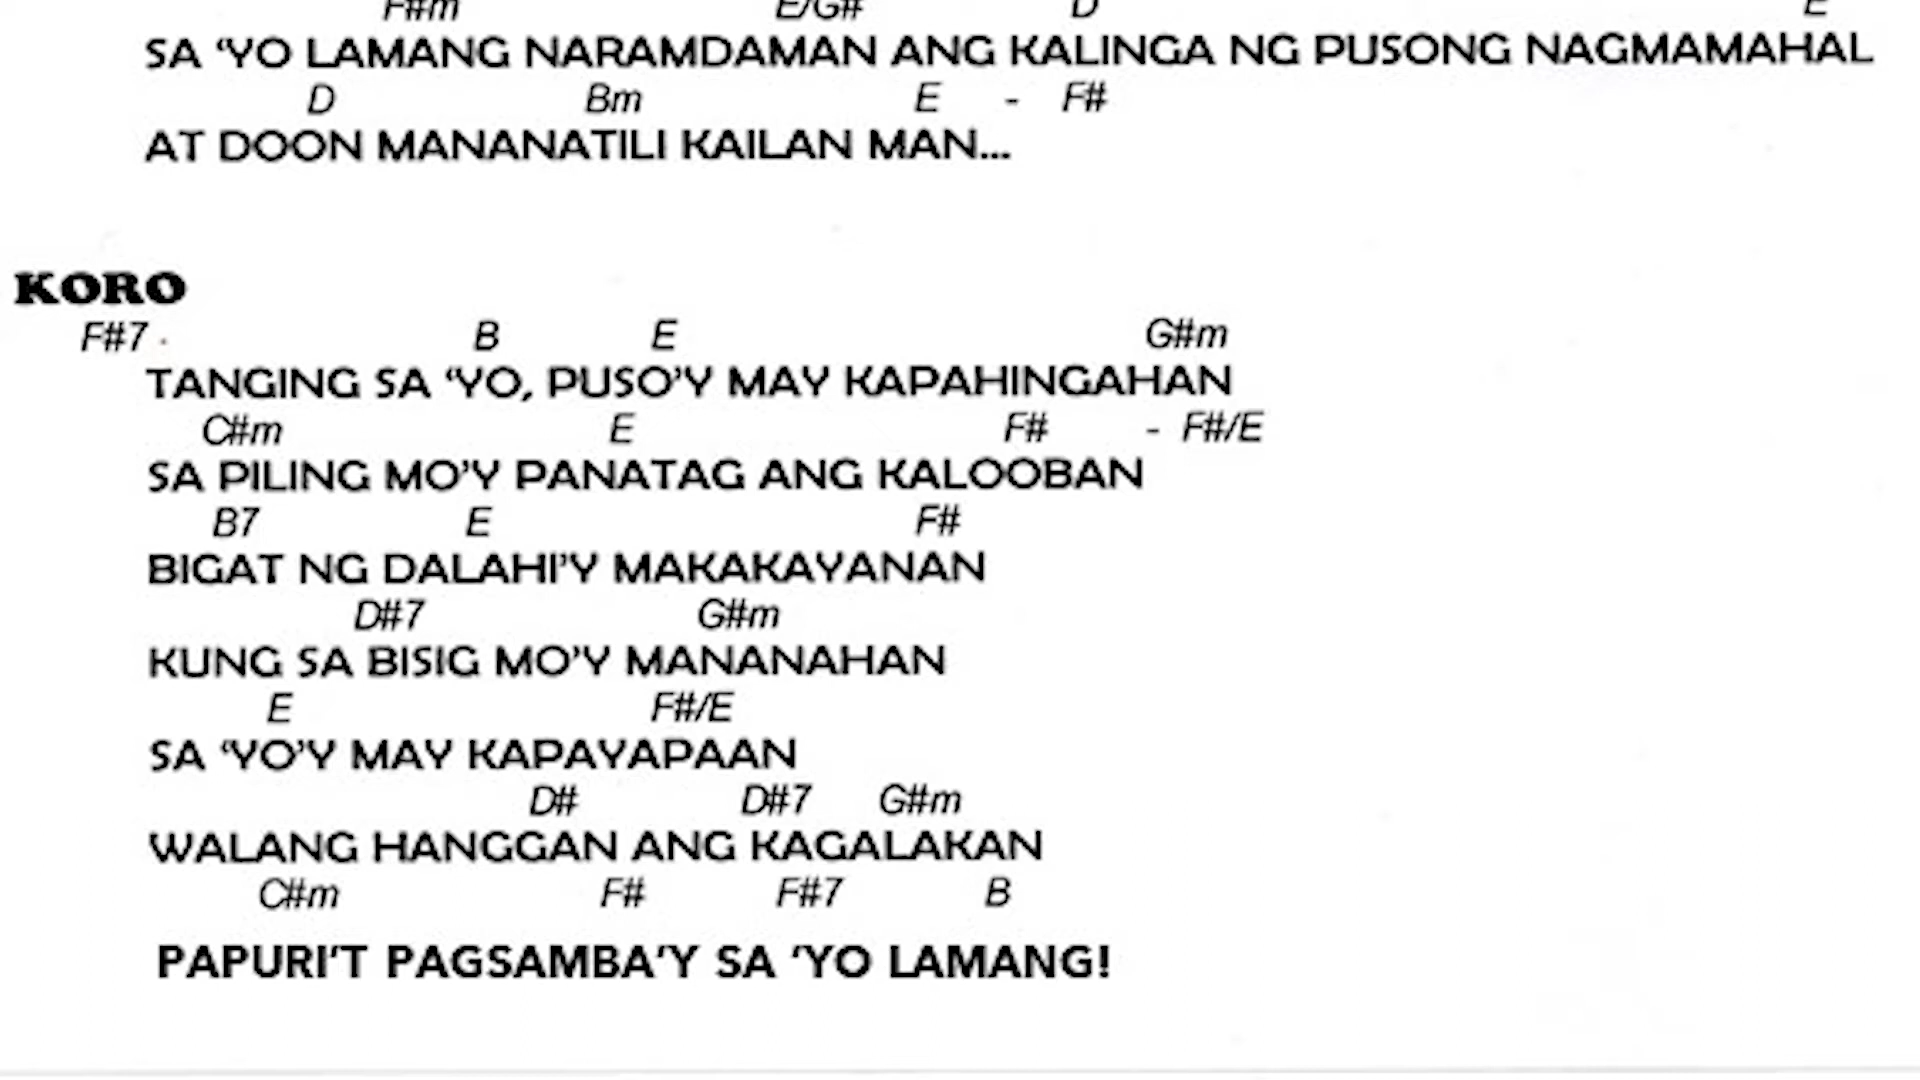 F#m E/G# D E
SA ‘YO LAMANG NARAMDAMAN ANG KALINGA NG PUSONG NAGMAMAHAL
D Bm E - F#
AT DOON MANANATILI KAILAN MAN...
KORO
F#7 B E G#m
TANGING SA ‘YO, PUSO’Y MAY KAPAHINGAHAN
C#m E F# - F#/E
SA PILING MO’Y PANATAG ANG KALOOBAN
B7 E F#
BIGAT NG DALAHI’Y MAKAKAYANAN
D#7 G#m
KUNG SA BISIG MO’Y MANANAHAN
E F#/E
SA ‘YO’Y MAY KAPAYAPAAN
D# D#7 G#m
WALANG HANGGAN ANG KAGALAKAN
C#m F# F#7 B
PAPURI’T PAGSAMBA’Y SA ‘YO LAMANG!